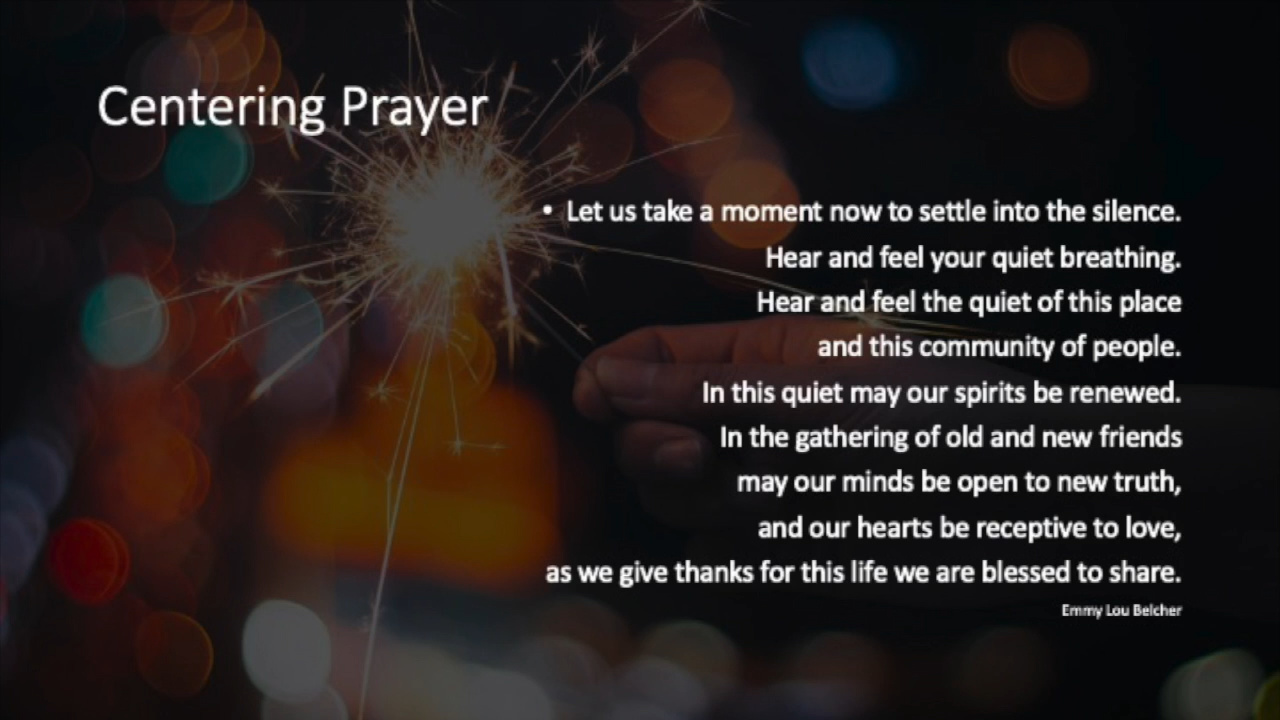 Centering Prayer
• Let us take a moment now to settle into the silence.
Hear and feel your quiet breathing.
Hear and feel the quiet of this place
and this community of people.
In this quiet may our spirits be renewed.
In the gathering of old and new friends
may our minds be open to new truth,
and our hearts be receptive to love,
as we give thanks for this life we are blessed to share.
Emmy Lou Belcher